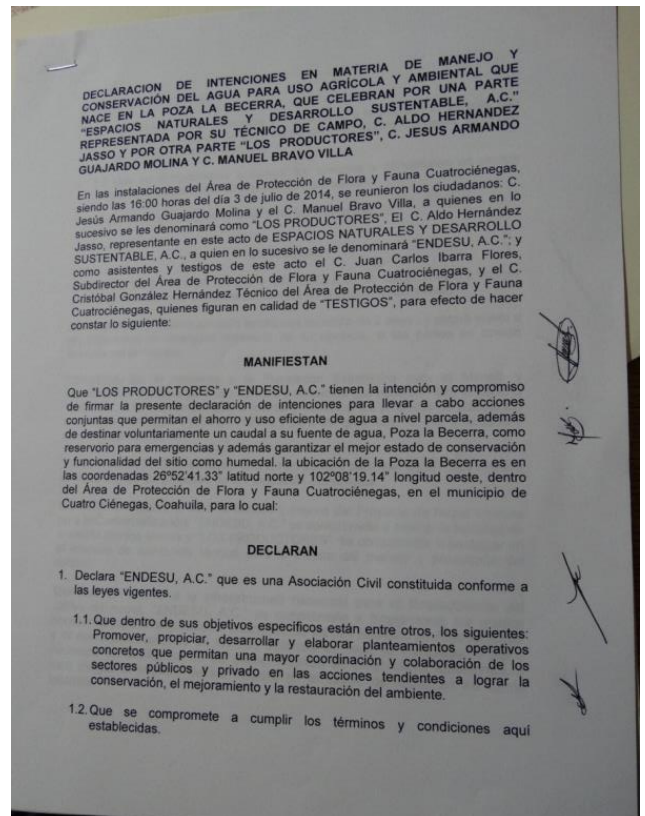 DECLARACION DE INTENCIONES EN MATERIA DE MANEJO Y
CONSERVACIÓN DEL AGUA PARA USO AGRÍCOLA Y AMBIENTAL QUE
NACE EN LA POZA LA BECERRA, QUE CELEBRAN POR UNA PARTE
“ESPACIOS NATURALES Y DESARROLLO SUSTENTABLE, A.C.”
REPRESENTADA POR SU TÉCNICO DE CAMPO, C. ALDO HERNANDEZ
JASSO Y POR OTRA PARTE “LOS PRODUCTORES”, C. JESUS ARMANDO
GUAJARDO MOLINA Y C. MANUEL BRAVO VILLA
En las instalaciones del Área de Protección de Flora y Fauna Cuatrociénegas,
siendo las 16:00 horas del día 3 de julio de 2014, se reunieron los ciudadanos: C.
Jesús Armando Guajardo Molina y el C. Manuel Bravo Villa, a quienes en lo
sucesivo se les denominará como “LOS PRODUCTORES”, El C. Aldo Hernández
Jasso, representante en este acto de ESPACIOS NATURALES Y DESARROLLO
SUSTENTABLE, A.C., a quien en lo sucesivo se le denominará “ENDESU, A.C.”; y
como asistentes y testigos de este acto el C. Juan Carlos Ibarra Flores,
Subdirector del Área de Protección de Flora y Fauna Cuatrociénegas, y el C.
Cristóbal González Hernández Técnico del Área de Protección de Flora y Fauna
Cuatrociénegas, quienes figuran en calidad de “TESTIGOS”, para efecto de hacer
constar lo siguiente:
MANIFIESTAN
Que “LOS PRODUCTORES” y “ENDESU, A.C.” tienen la intención y compromiso
de firmar la presente declaración de intenciones para llevar a cabo acciones
conjuntas que permitan el ahorro y uso eficiente de agua a nivel parcela, además
de destinar voluntariamente un caudal a su fuente de agua, Poza la Becerra, como
reservorio para emergencias y además garantizar el mejor estado de conservación
y funcionalidad del sitio como humedal. la ubicación de la Poza la Becerra es en
las coordenadas 26º52’41.33” latitud norte y 102º08’19.14” longitud oeste, dentro
del Área de Protección de Flora y Fauna Cuatrociénegas, en el municipio de
Cuatro Ciénegas, Coahuila, para lo cual:
DECLARAN
1. Declara “ENDESU, A.C.” que es una Asociación Civil constituida conforme a
las leyes vigentes.
1.1. Que dentro de sus objetivos específicos están entre otros, los siguientes:
Promover, propiciar, desarrollar y elaborar planteamientos operativos
concretos que permitan una mayor coordinación y colaboración de los
sectores públicos y privado en las acciones tendientes a lograr la
conservación, el mejoramiento y la restauración del ambiente.
1.2. Que se compromete a cumplir los términos y condiciones aquí
establecidas.